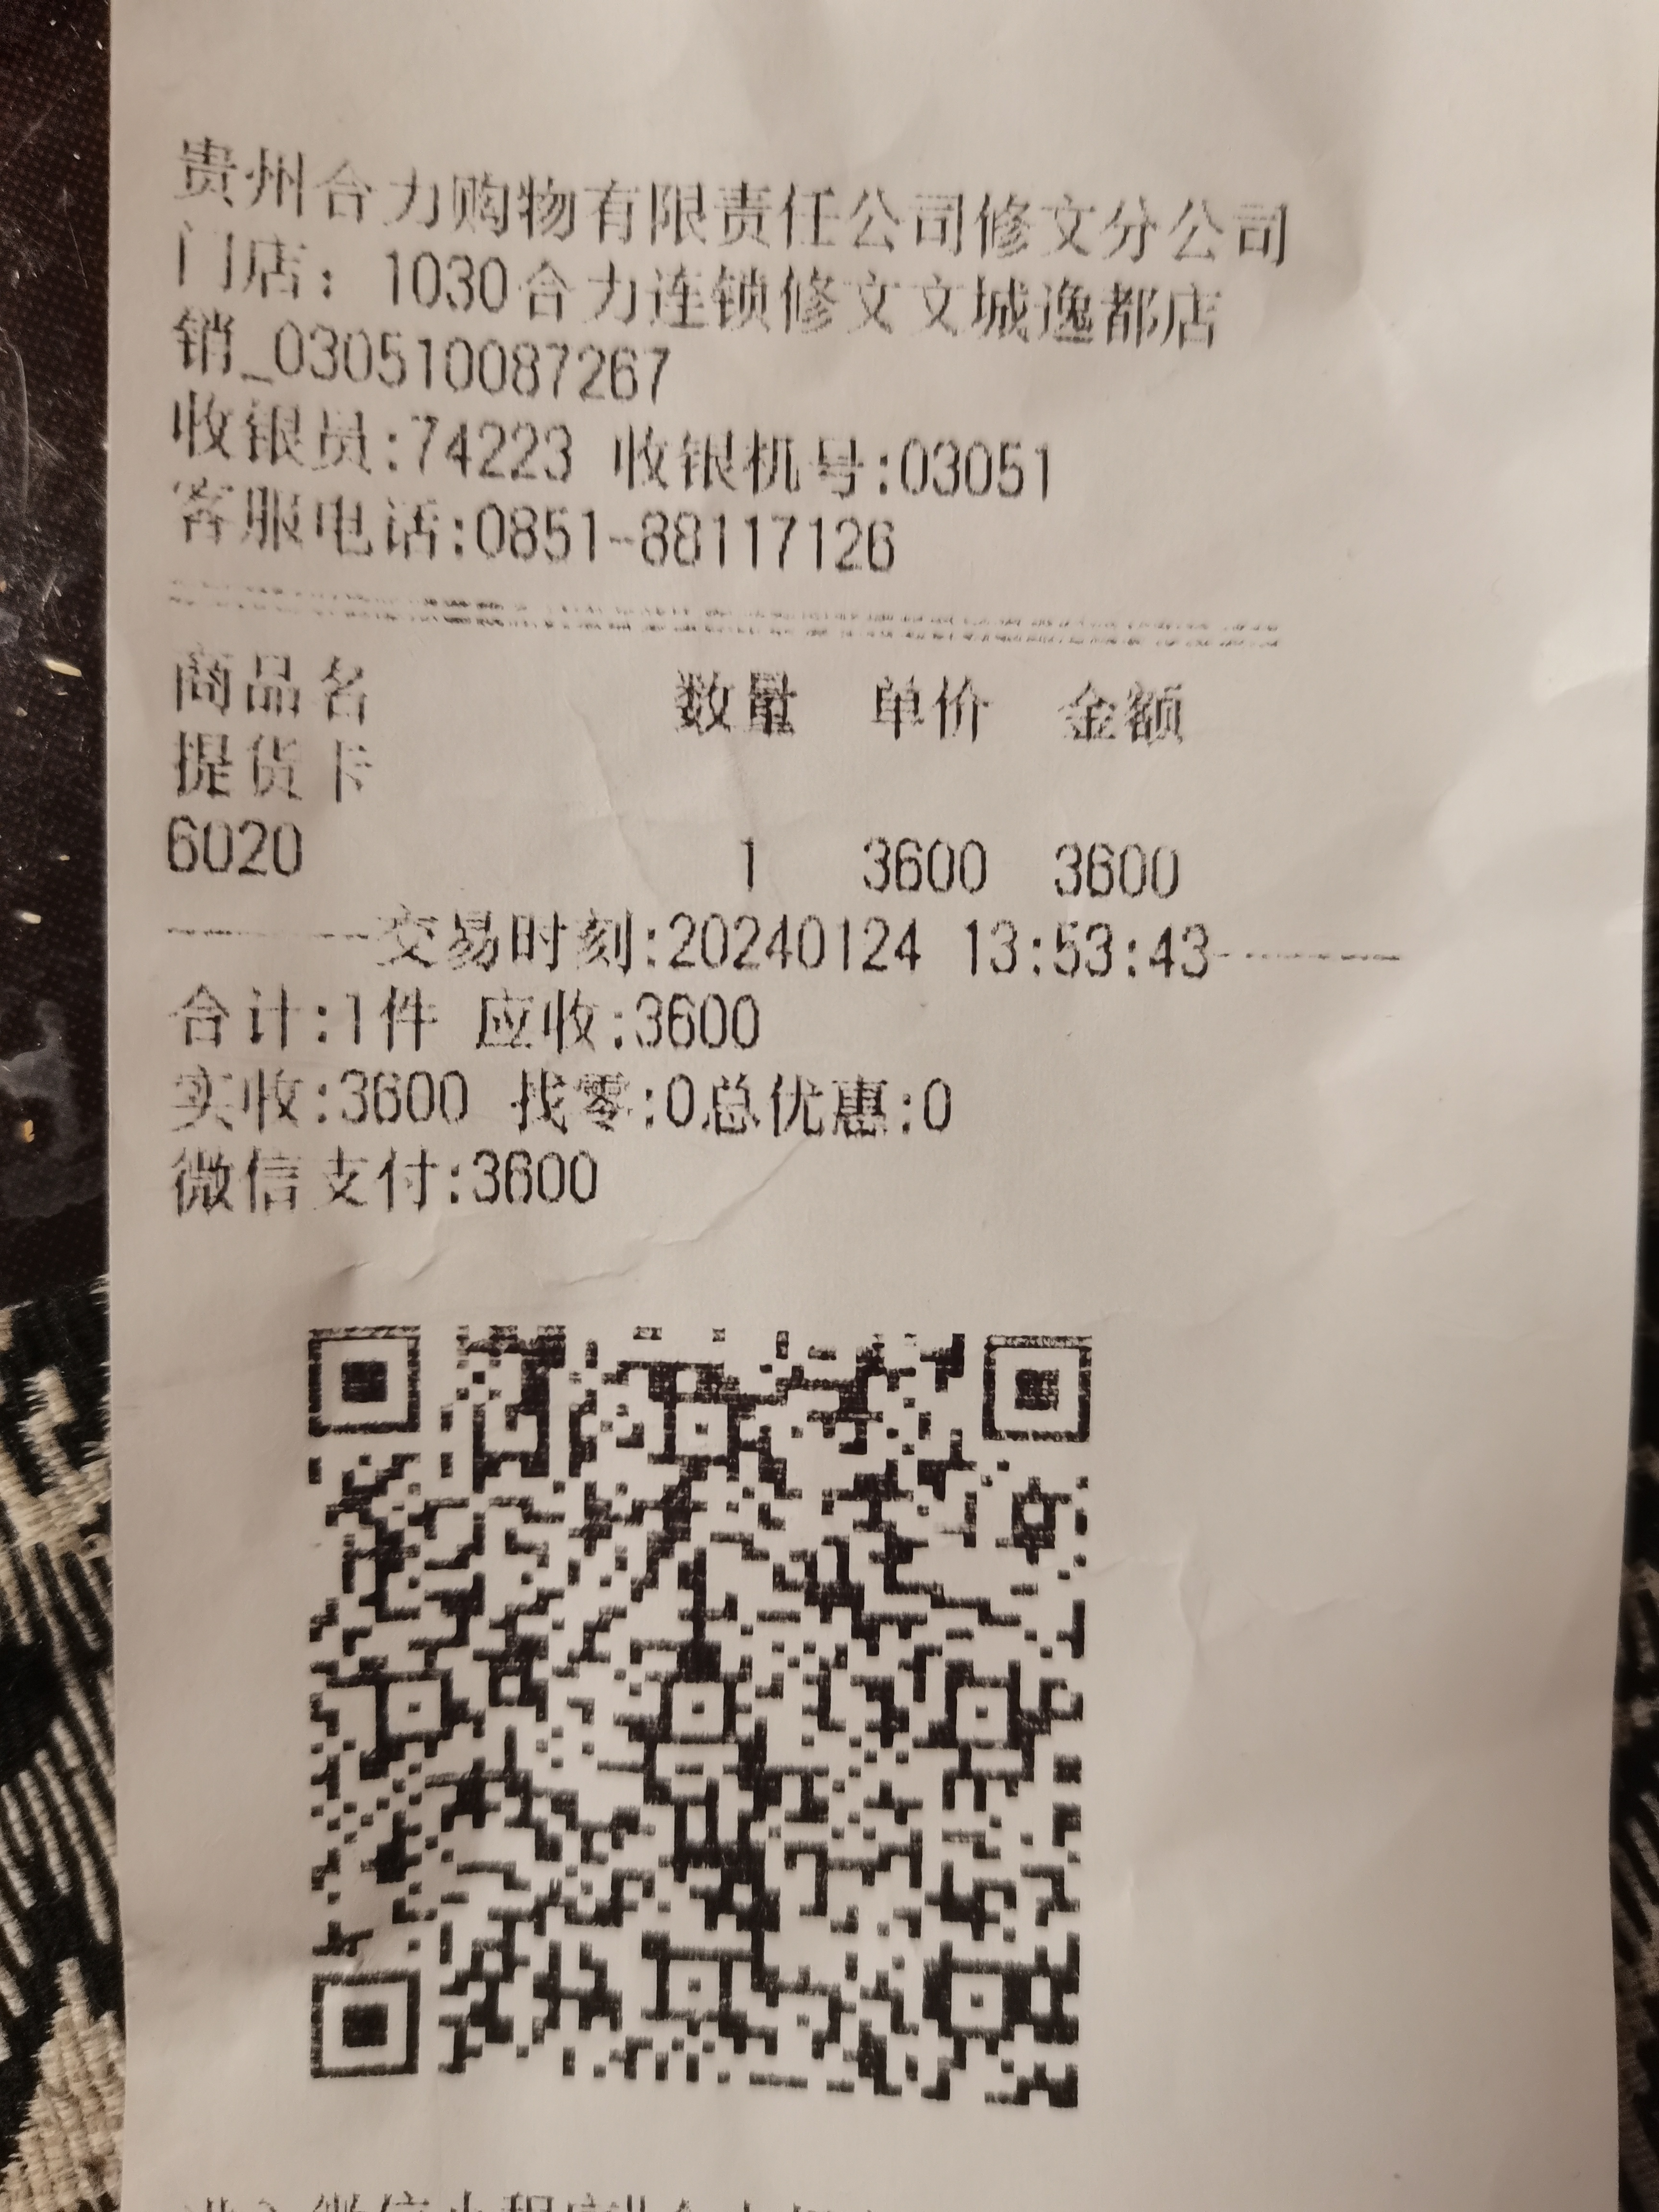 贵州合力购物有限责任公司修文分公司
门店：1030合力连锁修文文城逸都店
销_030510087267
收银员:74223 收银机号:03051
客服电话:0851-88117126
商品名 数量 单价 金额
提货卡
6020 1 3600 3600
--------交易时刻:20240124 13:53:43--------
合计:1件 应收:3600
实收:3600 找零:0总优惠:0
微信支付:3600